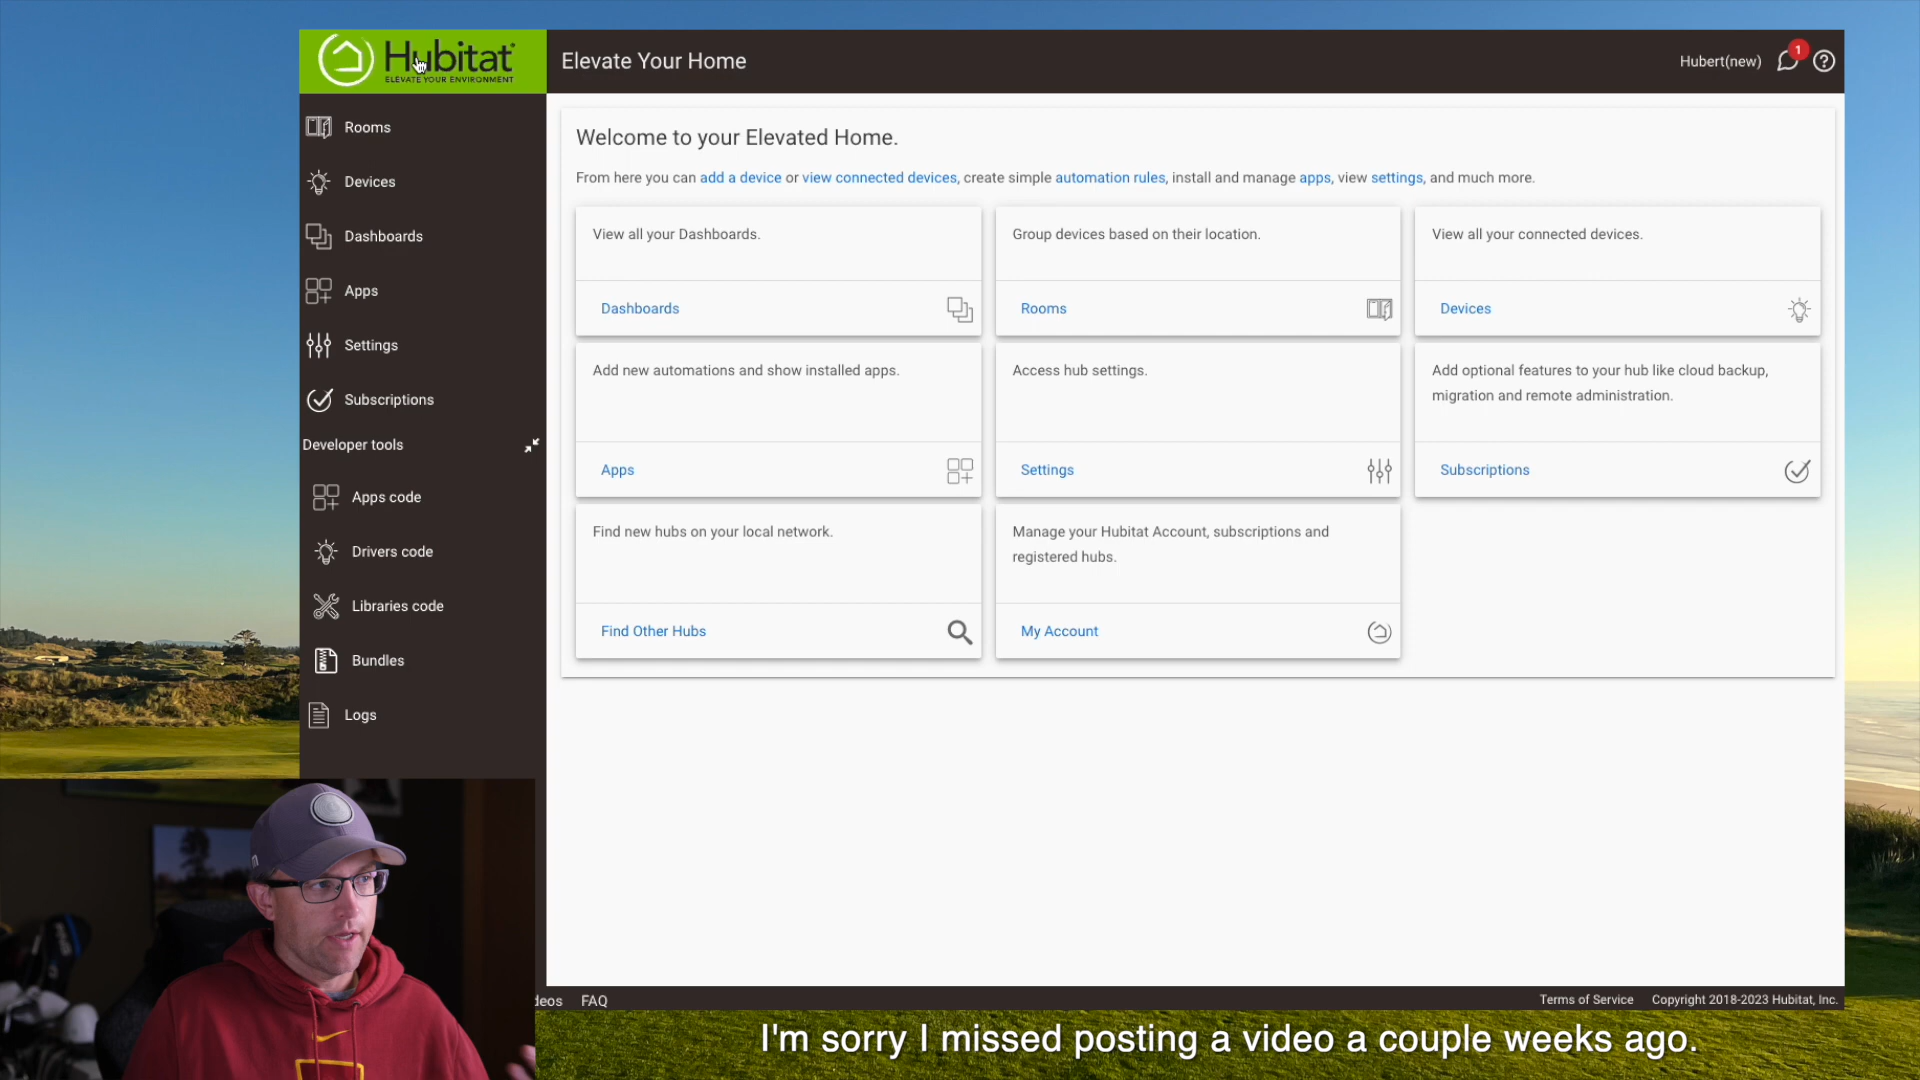 Hubitat
ELEVATE YOUR ENVIRONMENT
Elevate Your Home
Hubert(new)
1
Rooms
Devices
Dashboards
Apps
Settings
Subscriptions
Developer tools
Apps code
Drivers code
Libraries code
Bundles
Logs
Welcome to your Elevated Home.
From here you can add a device or view connected devices, create simple automation rules, install and manage apps, view settings, and much more.
View all your Dashboards.
Dashboards
Group devices based on their location.
Rooms
View all your connected devices.
Devices
Add new automations and show installed apps.
Apps
Access hub settings.
Settings
Add optional features to your hub like cloud backup,
migration and remote administration.
Subscriptions
Find new hubs on your local network.
Find Other Hubs
Manage your Hubitat Account, subscriptions and
registered hubs.
My Account
deos FAQ
Terms of Service Copyright 2018-2023 Hubitat, Inc.
I'm sorry I missed posting a video a couple weeks ago.